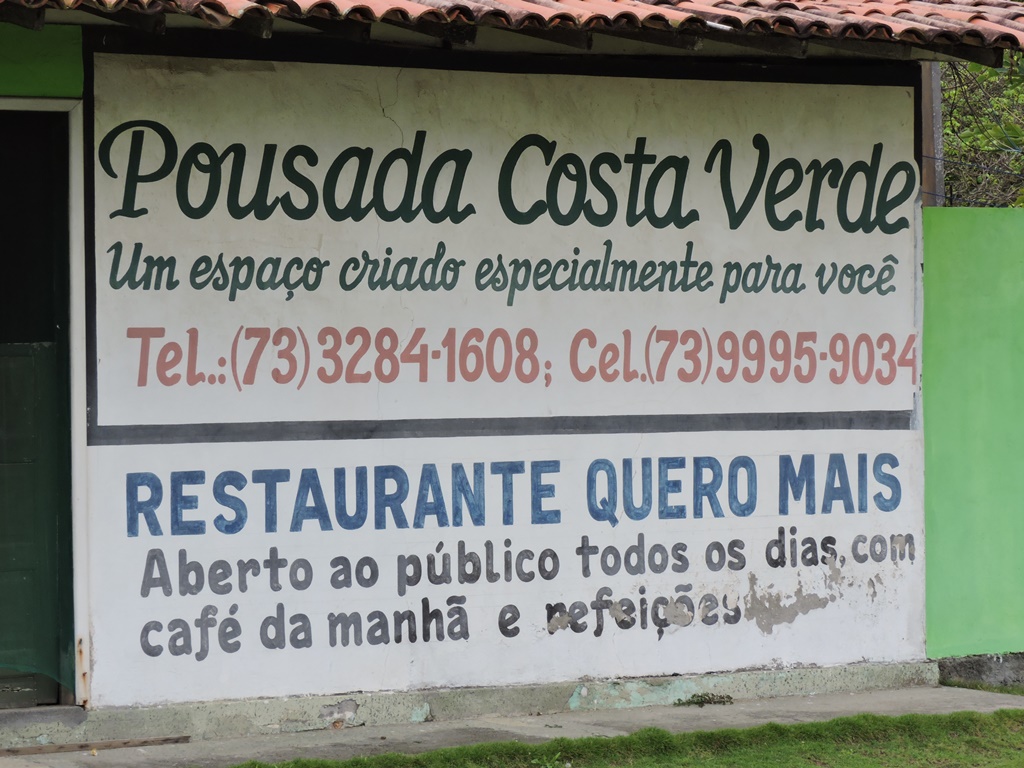 Pousada Costa Verde
Um espaço criado especialmente para você
Tel.:(73)3284-1608; Cel.(73)9995-9034
RESTAURANTE QUERO MAIS
Aberto ao público todos os dias, com
café da manhã e refeições